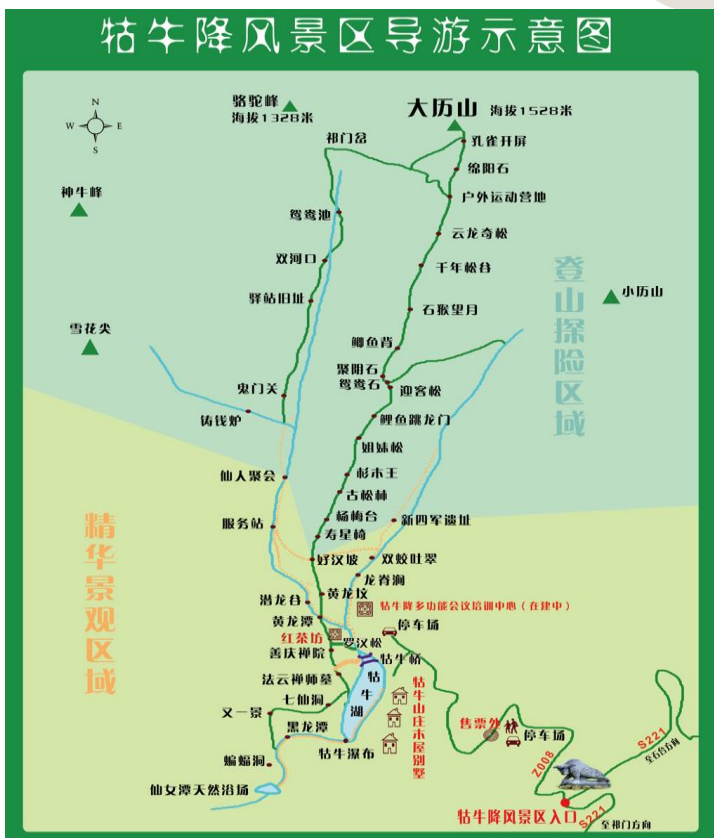 牯牛降风景区导游示意图
骆驼峰
海拔1328米
大历山 海拔1528米
N
W E
S
祁门岔
孔雀开屏
绵阳石
神牛峰
户外运动营地
鸳鸯池
云龙奇松
双河口
千年松谷
登山探险区域
驿站旧址
小历山
石猴望月
雪花尖
鲫鱼背
聚阴石
鸳鸯石
迎客松
鬼门关
铸钱炉
鲤鱼跳龙门
姐妹松
仙人聚会
杉木王
古松林
精华景观区域
服务站
杨梅台
新四军遗址
寿星椅
好汉坡
双蛟吐翠
龙脊涧
潜龙谷
黄龙坟
牯牛降多功能会议培训中心（在建中）
黄龙潭
停车场
红茶坊
罗汉松
善庆禅院
牯牛桥
法云禅师墓
牯牛湖
牯牛山庄木屋别墅
七仙洞
又一景
售票处
停车场
黑龙潭
牯牛瀑布
S221
至石台方向
Z008
蝙蝠洞
仙女潭天然浴场
牯牛降风景区入口
S221
至祁门方向